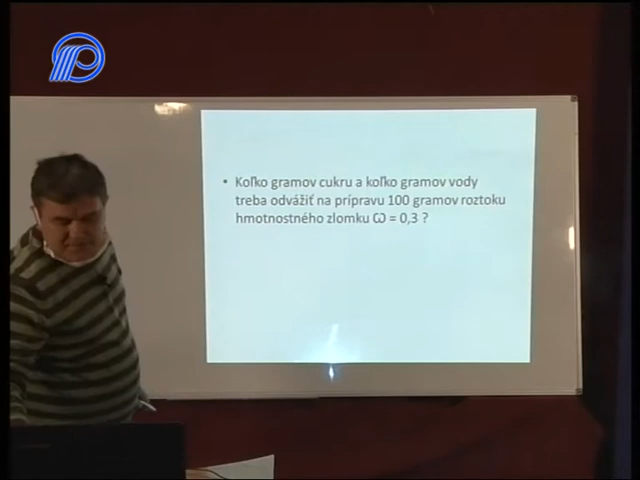 • Koľko gramov cukru a koľko gramov vody
treba odvážiť na prípravu 100 gramov roztoku
hmotnostného zlomku ω = 0,3 ?